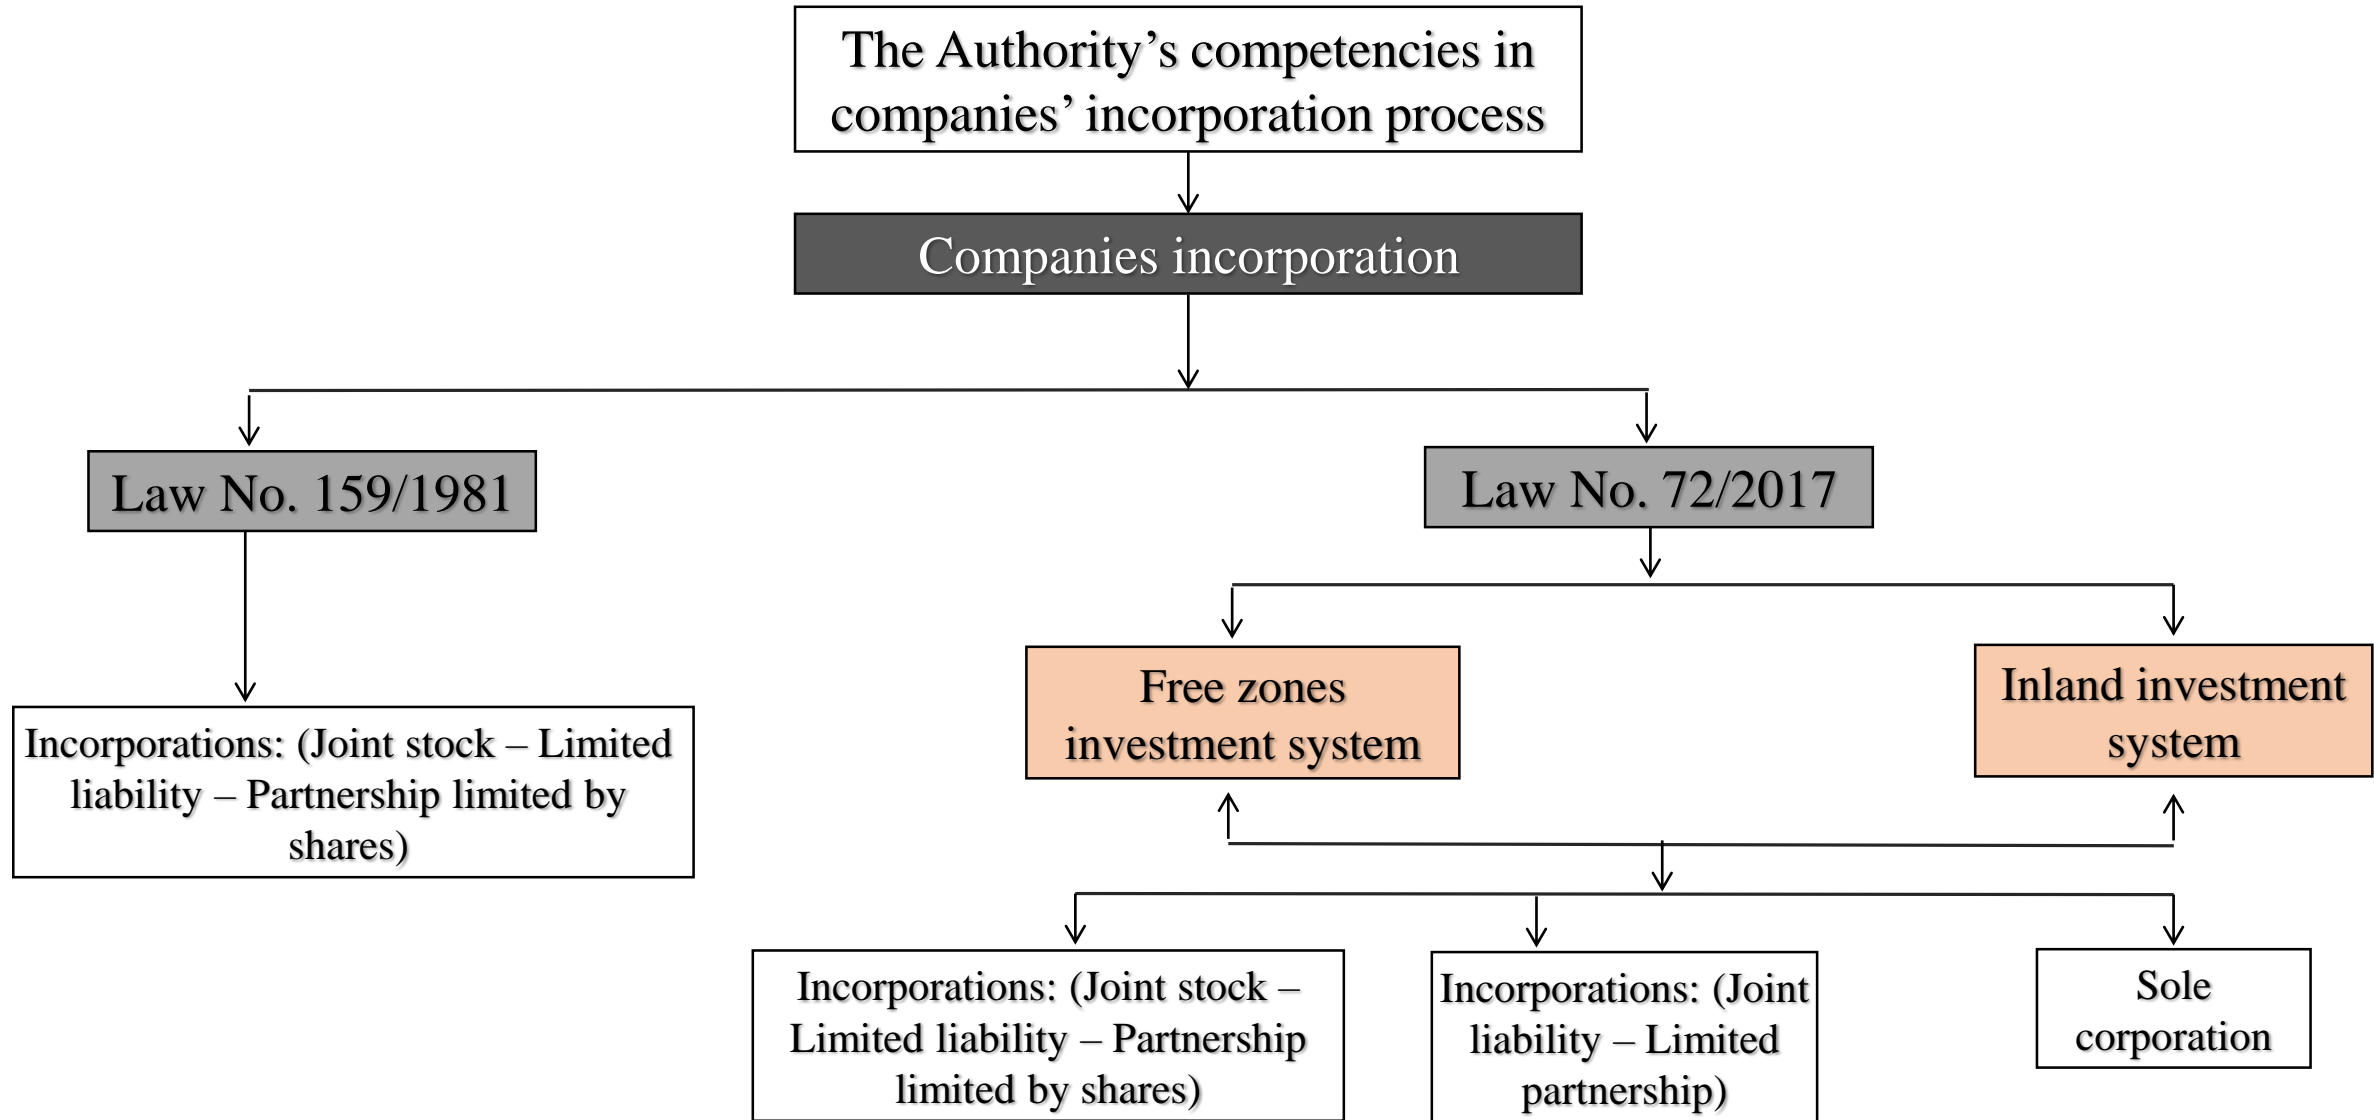 The Authority’s competencies in
companies’ incorporation process
Companies incorporation
Law No. 159/1981
Law No. 72/2017
Free zones
investment system
Inland investment
system
Incorporations: (Joint stock – Limited
liability – Partnership limited by
shares)
Incorporations: (Joint stock –
Limited liability – Partnership
limited by shares)
Incorporations: (Joint
liability – Limited
partnership)
Sole
corporation